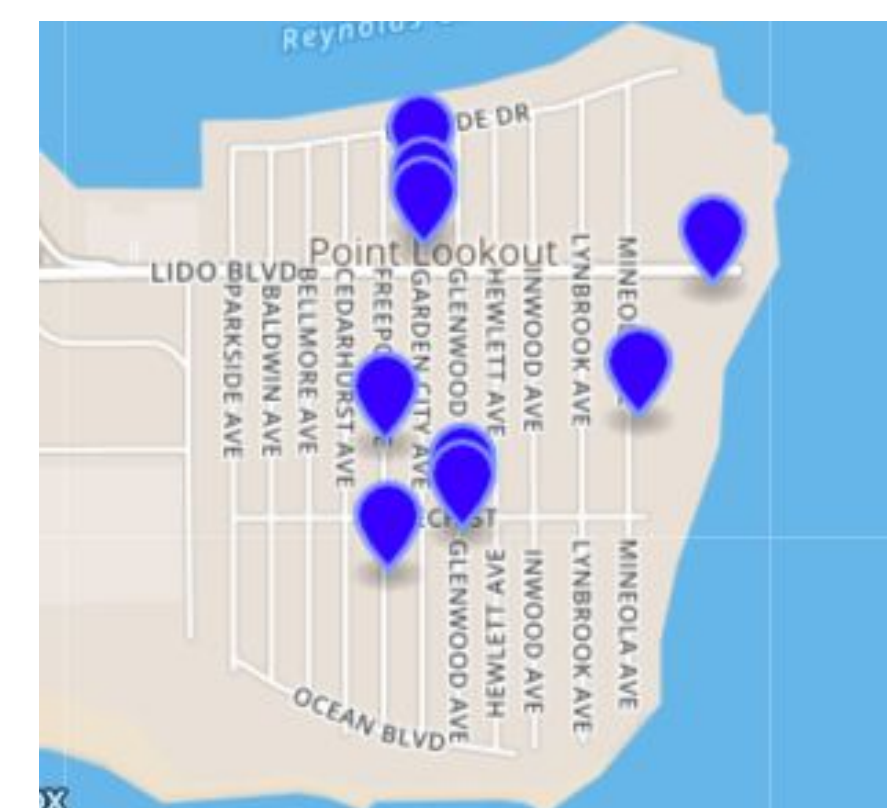 Reynolds
DE DR
Point Lookout
LIDO BLVD
PARKSIDE AVE
BALDWIN AVE
BELLMORE AVE
CEDARHURST AVE
GARDEN CITY AVE
GLENWOOD
HEWLETT AVE
INWOOD AVE
LYNBROOK AVE
ST
GLENWOOD AVE
HEWLETT AVE
INWOOD AVE
LYNBROOK AVE
MINEOLA AVE
OCEAN BLVD